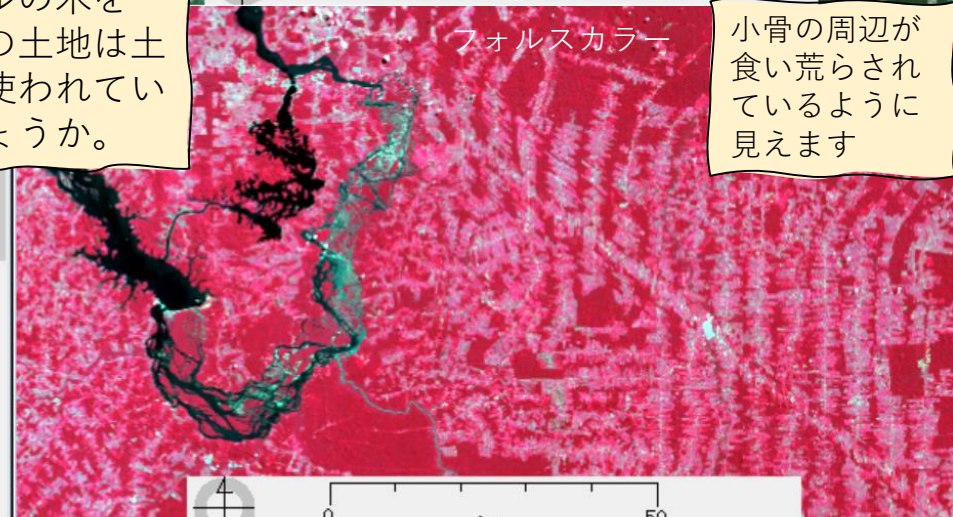 ルの木を
の土地は土
使われてい
ょうか。
フォルスカラー
小骨の周辺が
食い荒らされ
ているように
見えます
0 50